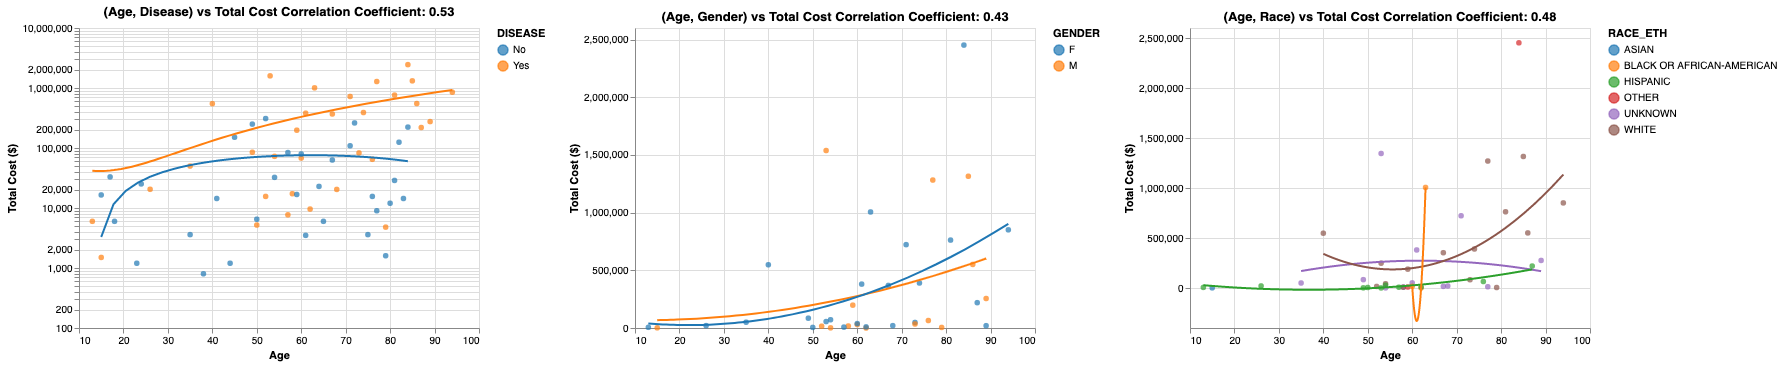 (Age, Disease) vs Total Cost Correlation Coefficient: 0.53
10,000,000
2,000,000
1,000,000
200,000
100,000
20,000
10,000
2,000
1,000
200
100
Total Cost ($)
10 20 30 40 50 60 70 80 90 100
Age
DISEASE
No
Yes
(Age, Gender) vs Total Cost Correlation Coefficient: 0.43
2,500,000
2,000,000
1,500,000
1,000,000
500,000
0
Total Cost ($)
10 20 30 40 50 60 70 80 90 100
Age
GENDER
F
M
(Age, Race) vs Total Cost Correlation Coefficient: 0.48
2,500,000
2,000,000
1,500,000
1,000,000
500,000
0
Total Cost ($)
10 20 30 40 50 60 70 80 90 100
Age
RACE_ETH
ASIAN
BLACK OR AFRICAN-AMERICAN
HISPANIC
OTHER
UNKNOWN
WHITE